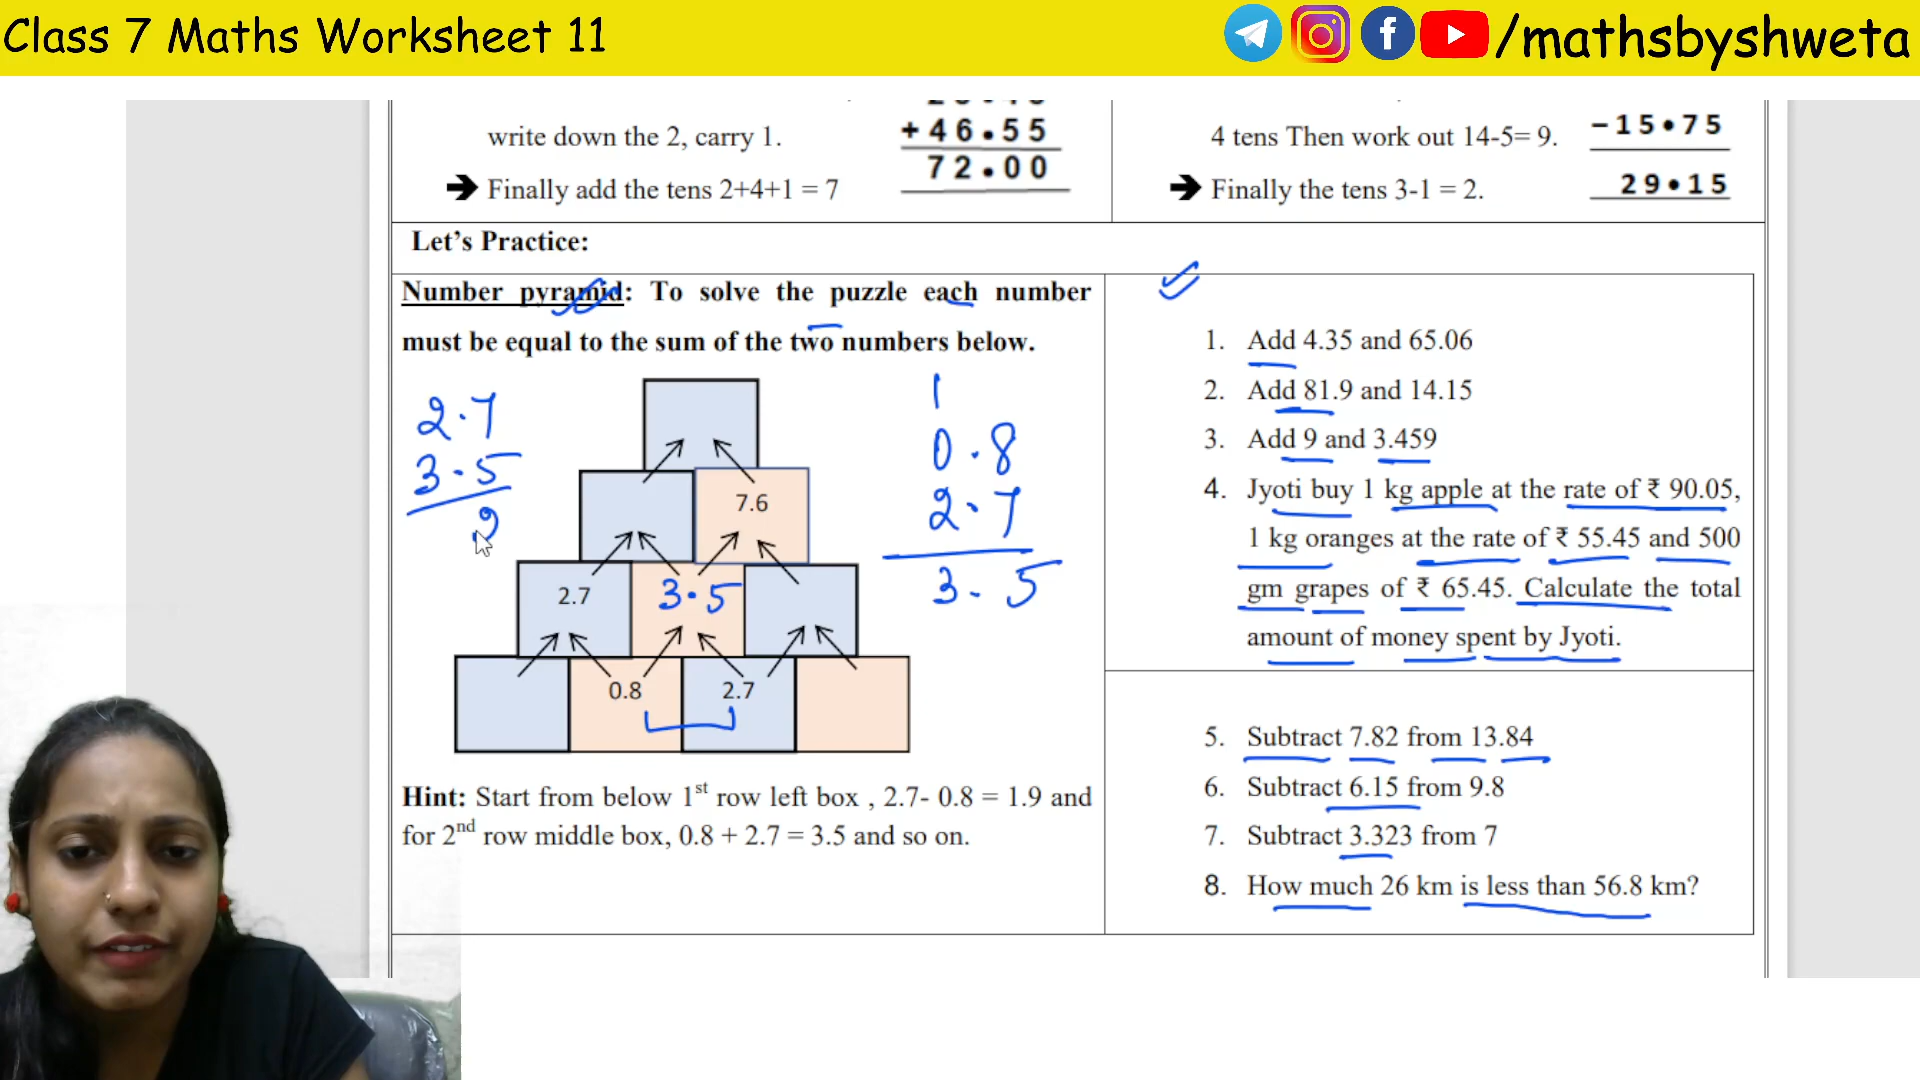 Class 7 Maths Worksheet 11
/mathsbyshweta
write down the 2, carry 1.
+ 46.55
72.00
➔ Finally add the tens 2+4+1 = 7
4 tens Then work out 14-5= 9.
-15.75
➔ Finally the tens 3-1 = 2.
29.15
Let's Practice:
Number pyramid: To solve the puzzle each number
must be equal to the sum of the two numbers below.
2.7
3.5
9
1
0.8
2.7
3.5
7.6
2.7
3.5
0.8
2.7
Hint: Start from below 1st row left box , 2.7- 0.8 = 1.9 and
for 2nd row middle box, 0.8 + 2.7 = 3.5 and so on.
1. Add 4.35 and 65.06
2. Add 81.9 and 14.15
3. Add 9 and 3.459
4. Jyoti buy 1 kg apple at the rate of ₹ 90.05,
1 kg oranges at the rate of ₹ 55.45 and 500
gm grapes of ₹ 65.45. Calculate the total
amount of money spent by Jyoti.
5. Subtract 7.82 from 13.84
6. Subtract 6.15 from 9.8
7. Subtract 3.323 from 7
8. How much 26 km is less than 56.8 km?